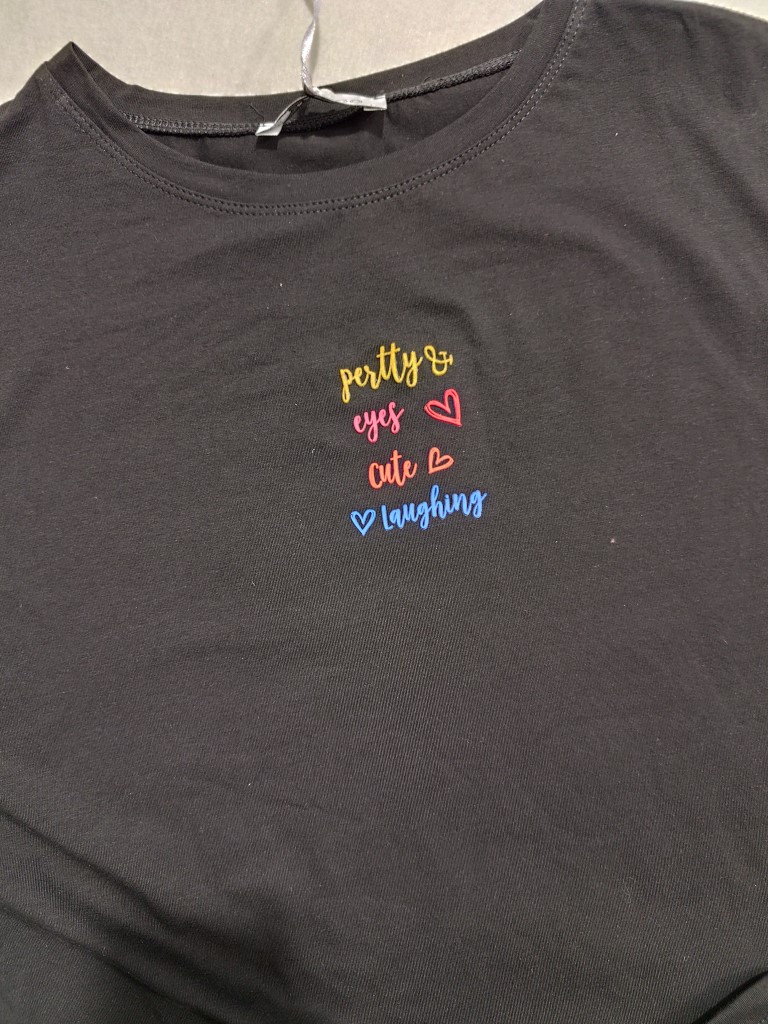 pertty &
eyes
cute
Laughing